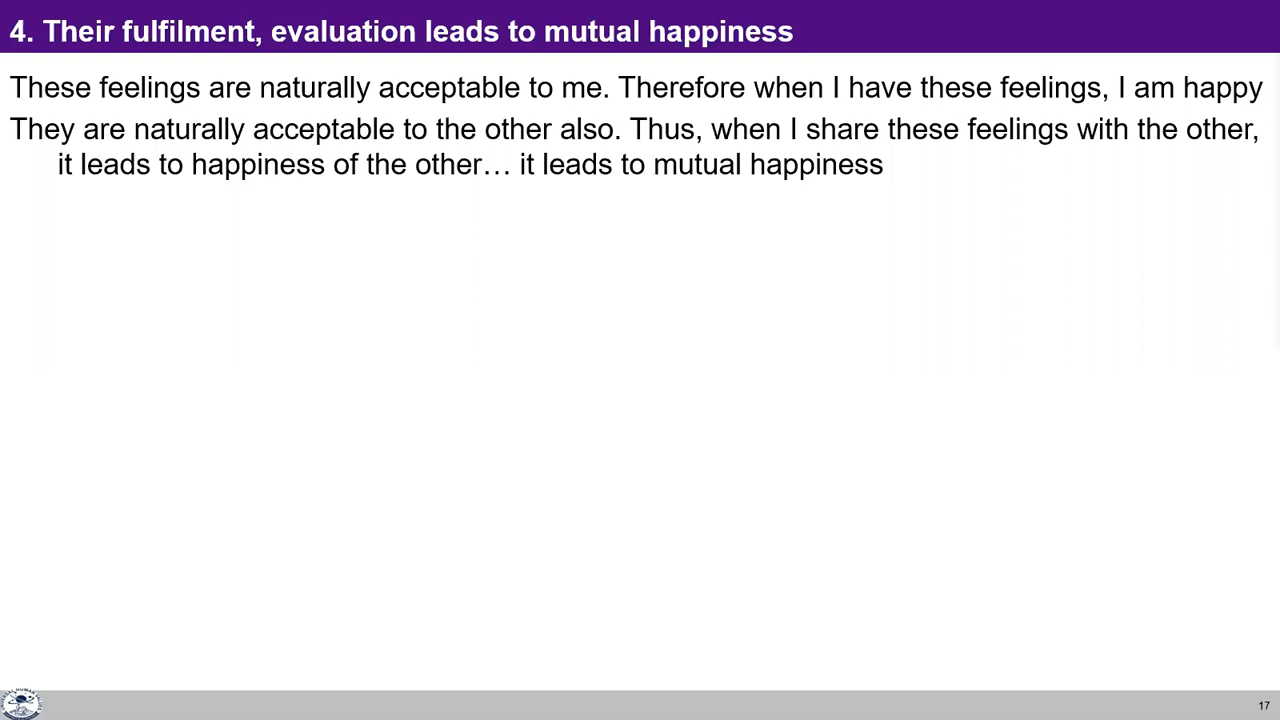 4. Their fulfilment, evaluation leads to mutual happiness
These feelings are naturally acceptable to me. Therefore when I have these feelings, I am happy
They are naturally acceptable to the other also. Thus, when I share these feelings with the other,
it leads to happiness of the other… it leads to mutual happiness
17